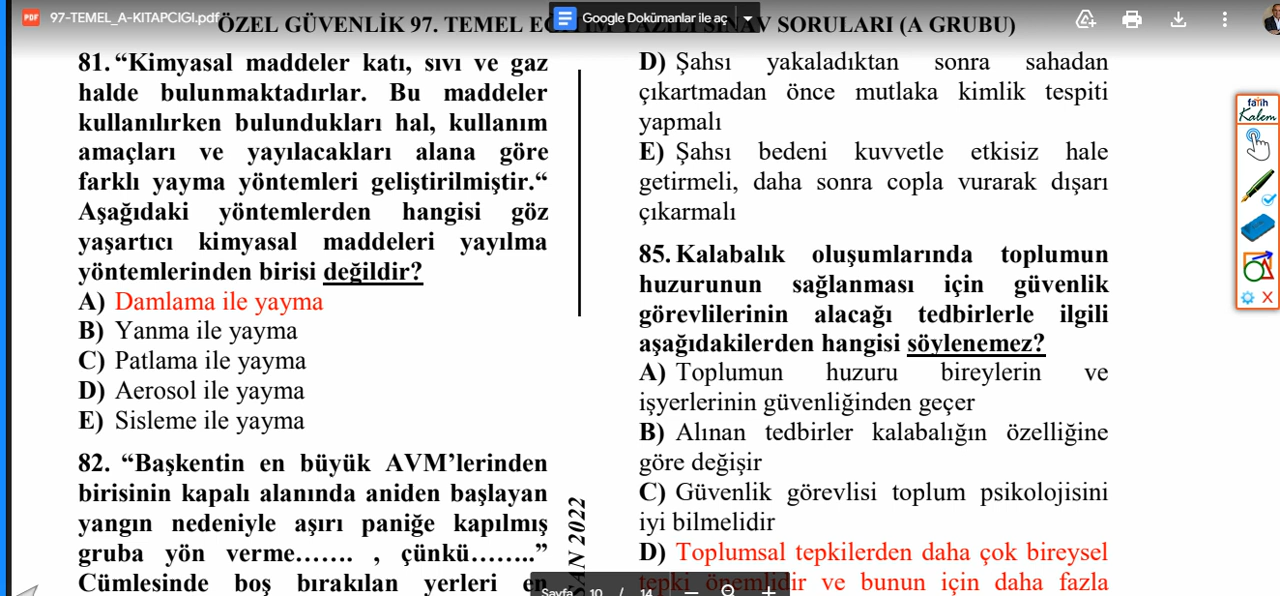 97-TEMEL_A-KITAPCIGI.pdf
Google Dokümanlar ile aç
ÖZEL GÜVENLİK 97. TEMEL EĞİTİM YAZILI SINAV SORULARI (A GRUBU)
81. “Kimyasal maddeler katı, sıvı ve gaz
halde bulunmaktadırlar. Bu maddeler
kullanılırken bulundukları hal, kullanım
amaçları ve yayılacakları alana göre
farklı yayma yöntemleri geliştirilmiştir.“
Aşağıdaki yöntemlerden hangisi göz
yaşartıcı kimyasal maddeleri yayılma
yöntemlerinden birisi değildir?
A) Damlama ile yayma
B) Yanma ile yayma
C) Patlama ile yayma
D) Aerosol ile yayma
E) Sisleme ile yayma
82. “Başkentin en büyük AVM’lerinden
birisinin kapalı alanında aniden başlayan
yangın nedeniyle aşırı paniğe kapılmış
gruba yön verme……. , çünkü……..”
Cümlesinde boş bırakılan yerleri en
2022
D) Şahsı yakaladıktan sonra sahadan
çıkartmadan önce mutlaka kimlik tespiti
yapmalı
E) Şahsı bedeni kuvvetle etkisiz hale
getirmeli, daha sonra copla vurarak dışarı
çıkarmalı
85. Kalabalık oluşumlarında toplumun
huzurunun sağlanması için güvenlik
görevlilerinin alacağı tedbirlerle ilgili
aşağıdakilerden hangisi söylenemez?
A) Toplumun huzuru bireylerin ve
işyerlerinin güvenliğinden geçer
B) Alınan tedbirler kalabalığın özelliğine
göre değişir
C) Güvenlik görevlisi toplum psikolojisini
iyi bilmelidir
D) Toplumsal tepkilerden daha çok bireysel
tepki önemlidir ve bunun için daha fazla
Sayfa 10 / 14
fatih
Kalem